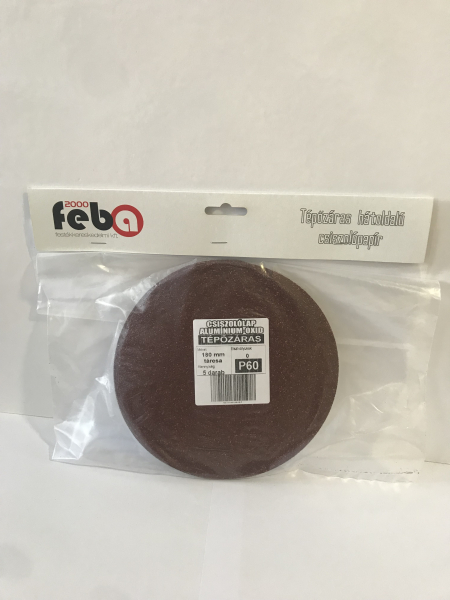 2000
feba
Tépőzáras hátoldalú
csiszolópapír
CSISZOLÓLAP
ALUMÍNIUM-OXID
TÉPŐZÁRAS
180 mm
tárcsa
0
P60
5 darab